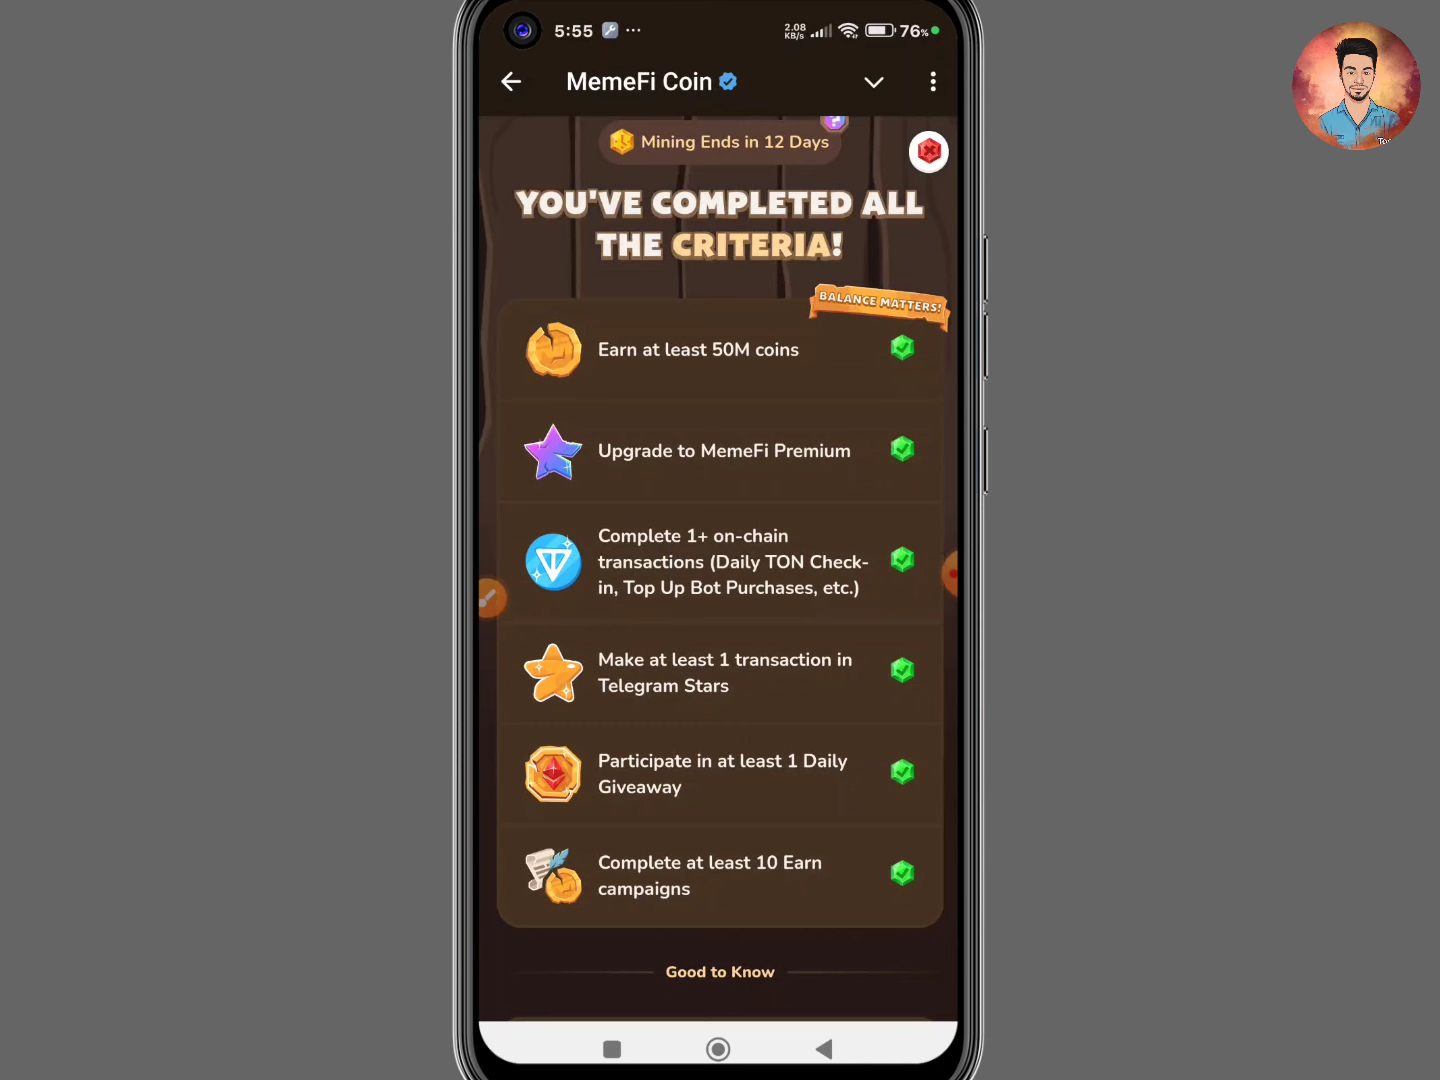 5:55 ... 2.08 KB/s 76%
MemeFi Coin
Mining Ends in 12 Days
YOU'VE COMPLETED ALL
THE CRITERIA!
BALANCE MATTERS!
Earn at least 50M coins
Upgrade to MemeFi Premium
Complete 1+ on-chain
transactions (Daily TON Check-
in, Top Up Bot Purchases, etc.)
Make at least 1 transaction in
Telegram Stars
Participate in at least 1 Daily
Giveaway
Complete at least 10 Earn
campaigns
Good to Know